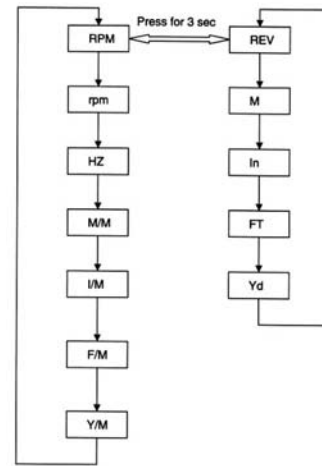 Press for 3 sec
RPM
REV
rpm
M
HZ
In
M/M
FT
I/M
Yd
F/M
Y/M